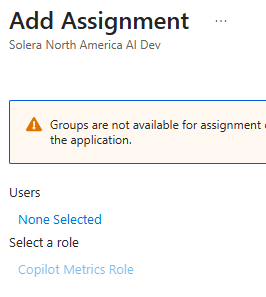 Add Assignment ...
Solera North America AI Dev
Groups are not available for assignment
the application.
Users
None Selected
Select a role
Copilot Metrics Role